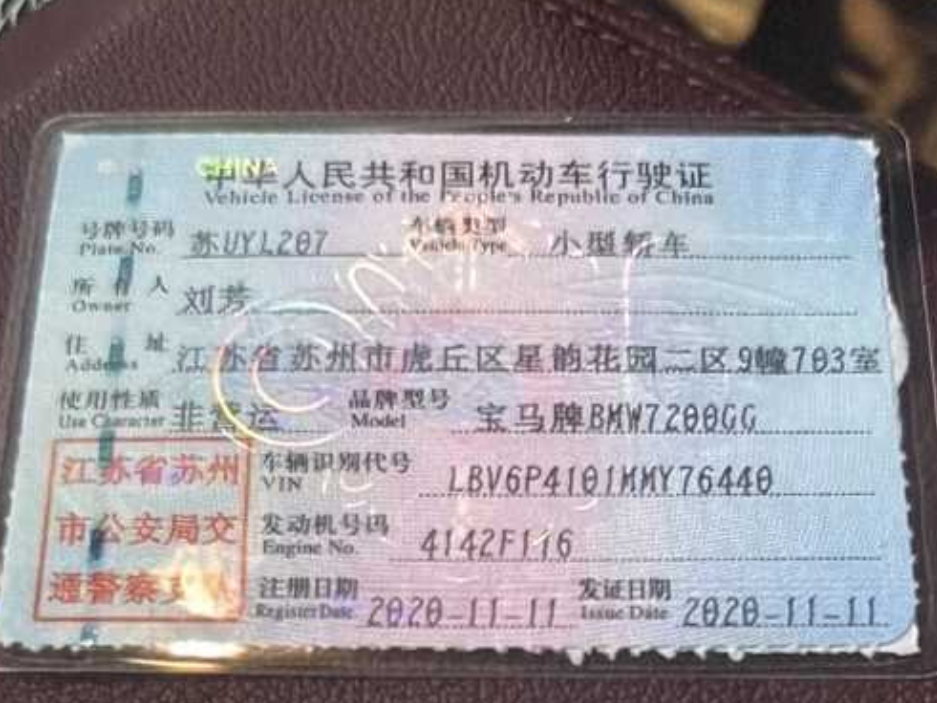 CHINA
中华人民共和国机动车行驶证
Vehicle License of the People's Republic of China
号牌号码 苏UYL207 车辆类型 小型轿车
Plate No. Vehicle Type
所有人 刘芳
Owner
住址 江苏省苏州市虎丘区星韵花园二区9幢703室
Address
使用性质 非营运 品牌型号 宝马牌BMW7200GG
Use Character Model
江苏省苏州
市公安局交
通警察支队
车辆识别代号 LBV6P4101MMY76440
VIN
发动机号码 4142F116
Engine No.
注册日期 2020-11-11 发证日期 2020-11-11
Register Date Issue Date